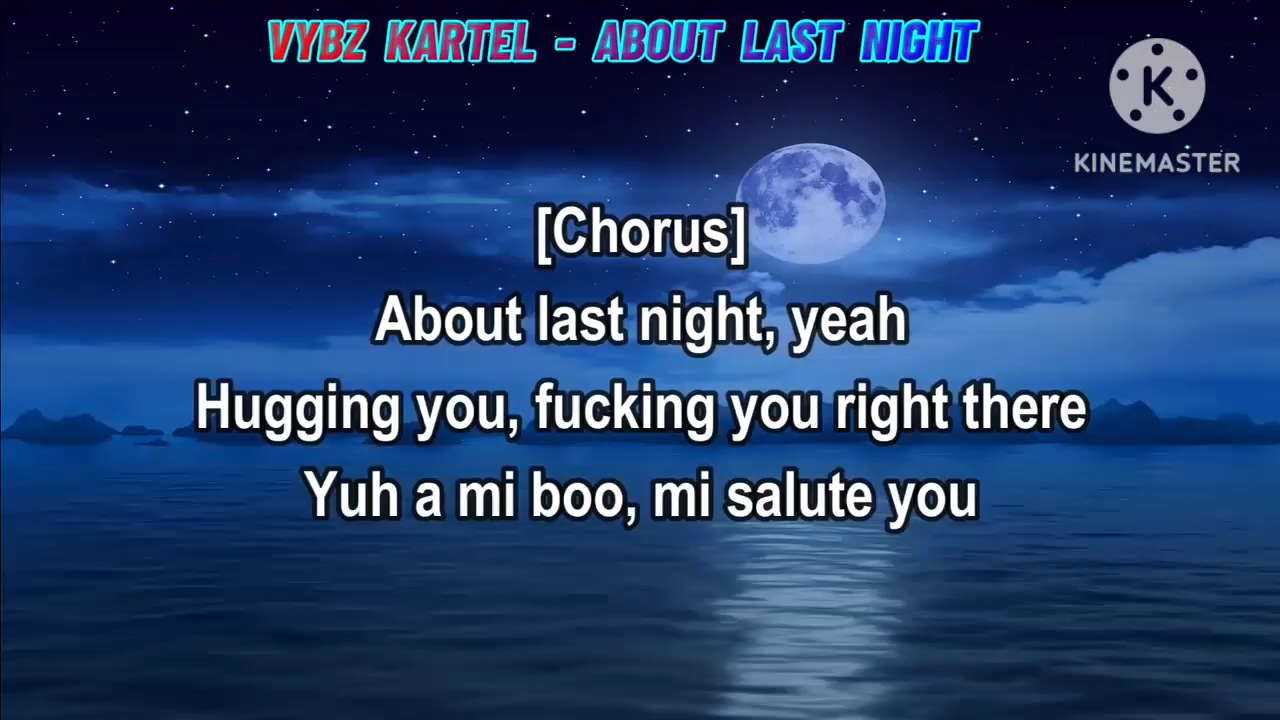 VYBZ KARTEL - ABOUT LAST NIGHT
K
KINEMASTER
[Chorus]
About last night, yeah
Hugging you, fucking you right there
Yuh a mi boo, mi salute you